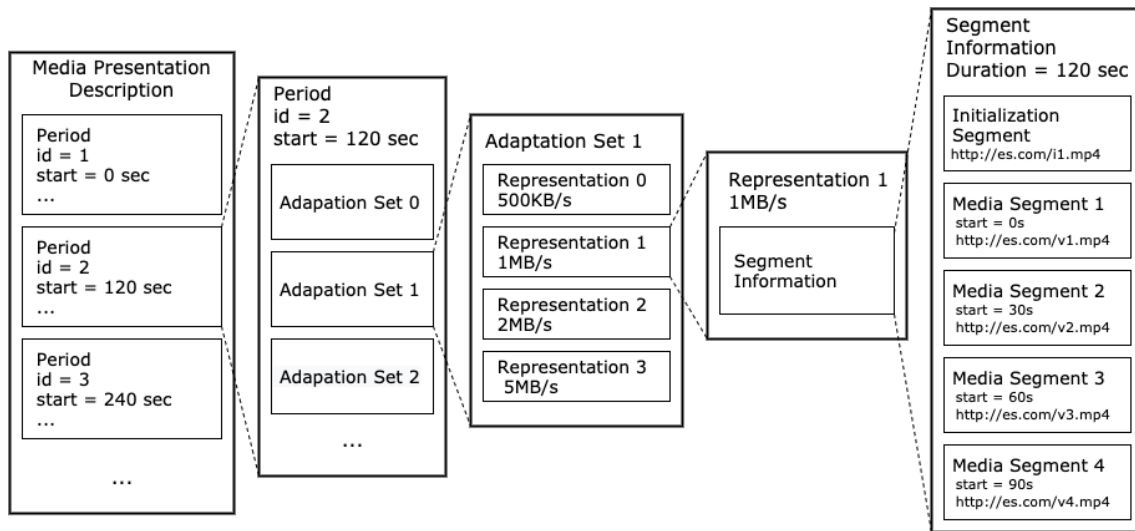 Media Presentation
Description
Period
id = 1
start = 0 sec
...
Period
id = 2
start = 120 sec
...
Period
id = 3
start = 240 sec
...
...
Period
id = 2
start = 120 sec
Adapation Set 0
Adapation Set 1
Adapation Set 2
...
Adaptation Set 1
Representation 0
500KB/s
Representation 1
1MB/s
Representation 2
2MB/s
Representation 3
5MB/s
Representation 1
1MB/s
Segment
Information
Segment
Information
Duration = 120 sec
Initialization
Segment
http://es.com/i1.mp4
Media Segment 1
start = 0s
http://es.com/v1.mp4
Media Segment 2
start = 30s
http://es.com/v2.mp4
Media Segment 3
start = 60s
http://es.com/v3.mp4
Media Segment 4
start = 90s
http://es.com/v4.mp4